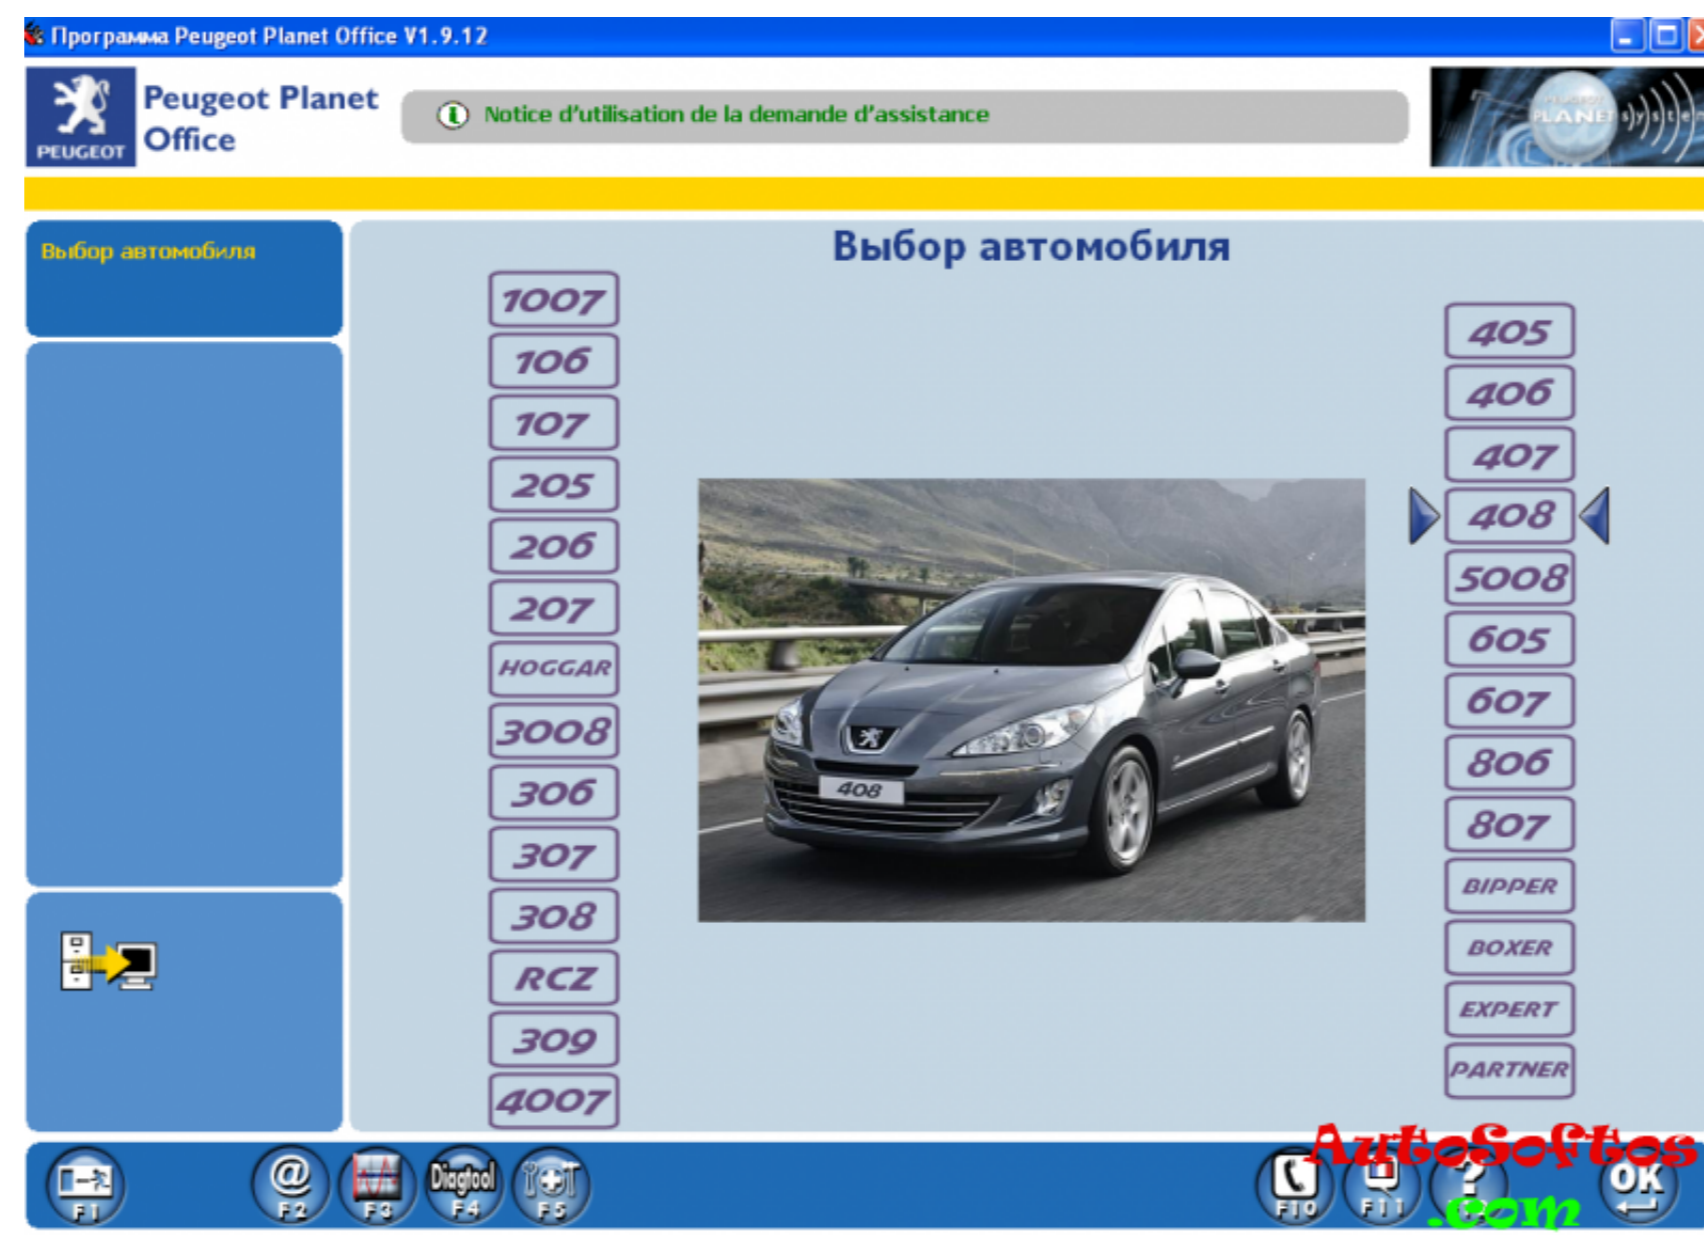 Программа Peugeot Planet Office V1.9.12
PEUGEOT
Peugeot Planet
Office
Notice d'utilisation de la demande d'assistance
PEUGEOT
PLANET system
Выбор автомобиля
Выбор автомобиля
1007
106
107
205
206
207
HOGGAR
3008
306
307
308
RCZ
309
4007
408
405
406
407
408
5008
605
607
806
807
BIPPER
BOXER
EXPERT
PARTNER
F1
@
F2
F3
Diagtool
F4
F5
F10
F11
?
OK
AutoSoftos
.com